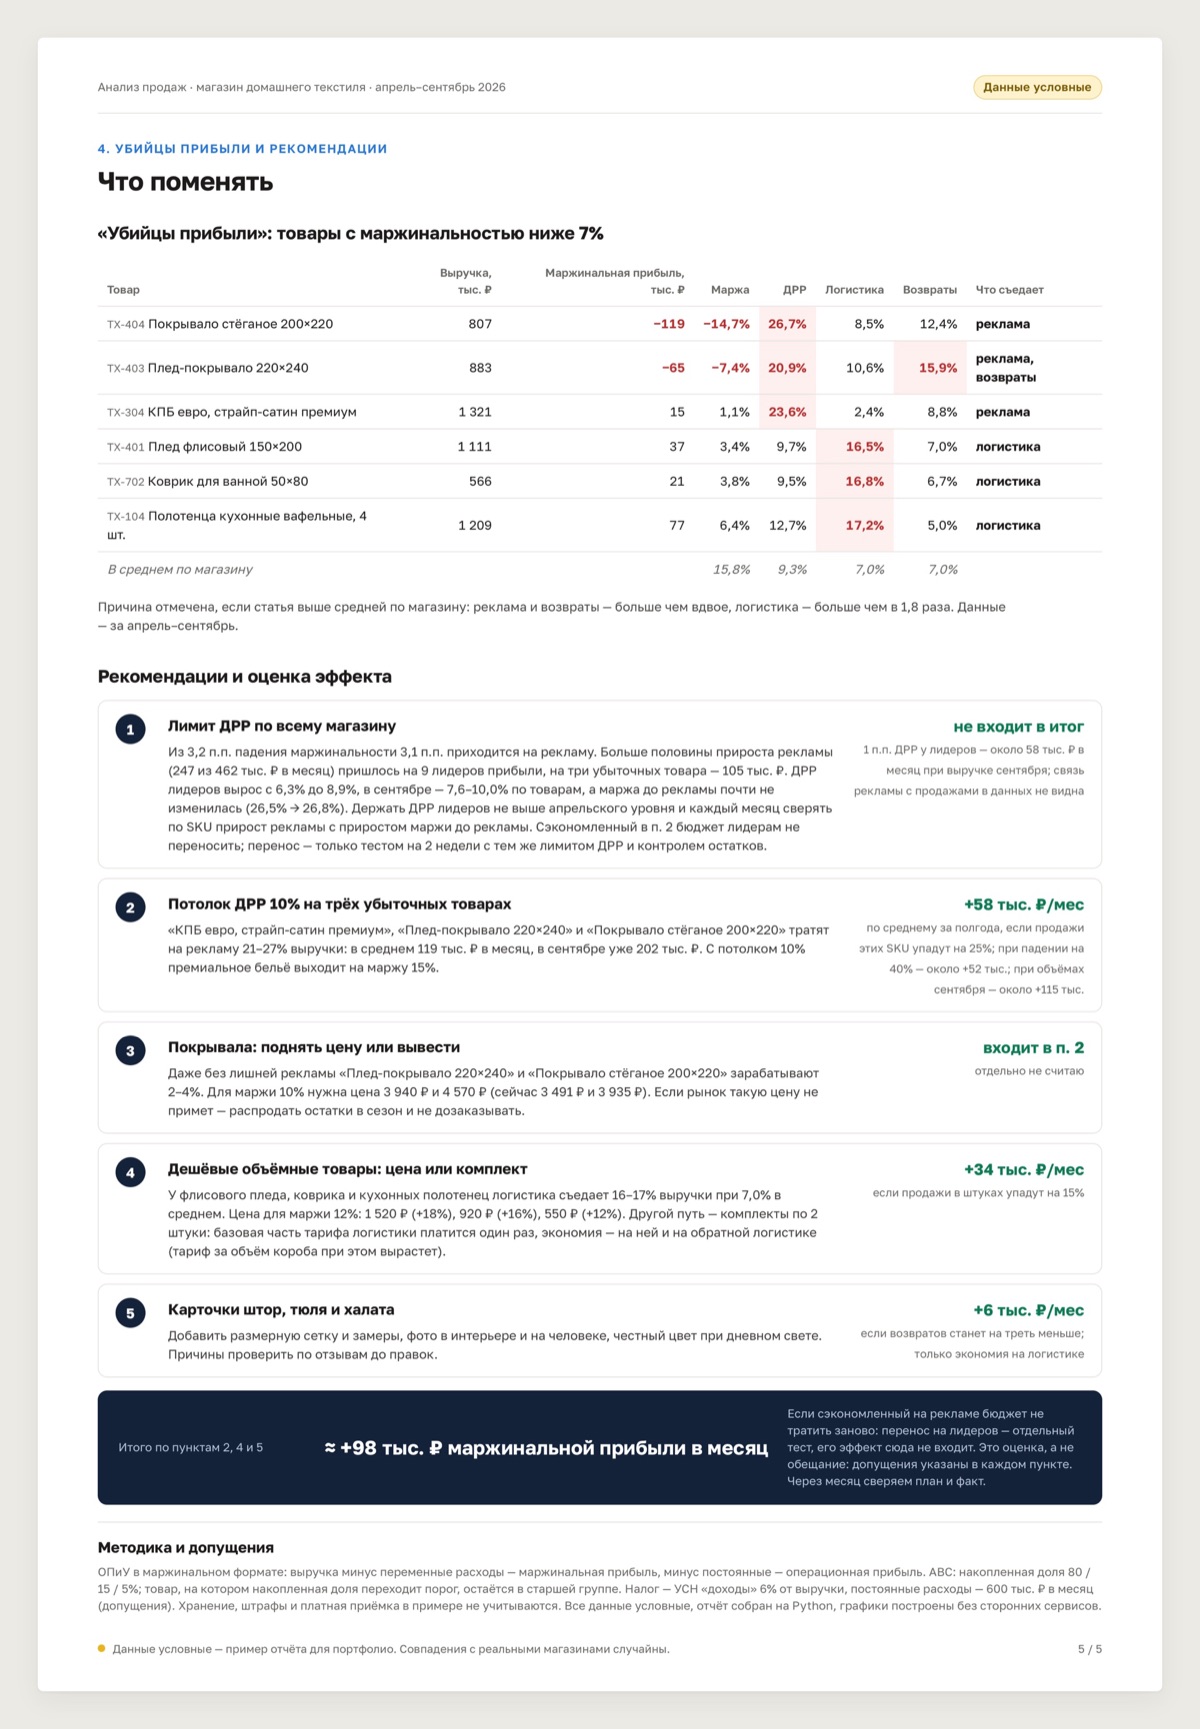 Анализ продаж · магазин домашнего текстиля · апрель–сентябрь 2026
Данные условные
4. УБИЙЦЫ ПРИБЫЛИ И РЕКОМЕНДАЦИИ
Что поменять
«Убийцы прибыли»: товары с маржинальностью ниже 7%
Товар Выручка, тыс. ₽ Маржинальная прибыль, тыс. ₽ Маржа ДРР Логистика Возвраты Что съедает
TX-404 Покрывало стёганое 200×220 807 −119 −14,7% 26,7% 8,5% 12,4% реклама
TX-403 Плед-покрывало 220×240 883 −65 −7,4% 20,9% 10,6% 15,9% реклама, возвраты
TX-304 КПБ евро, страйп-сатин премиум 1 321 15 1,1% 23,6% 2,4% 8,8% реклама
TX-401 Плед флисовый 150×200 1 111 37 3,4% 9,7% 16,5% 7,0% логистика
TX-702 Коврик для ванной 50×80 566 21 3,8% 9,5% 16,8% 6,7% логистика
TX-104 Полотенца кухонные вафельные, 4 шт. 1 209 77 6,4% 12,7% 17,2% 5,0% логистика
В среднем по магазину 15,8% 9,3% 7,0% 7,0%
Причина отмечена, если статья выше средней по магазину: реклама и возвраты — больше чем вдвое, логистика — больше чем в 1,8 раза. Данные
— за апрель–сентябрь.
Рекомендации и оценка эффекта
1
Лимит ДРР по всему магазину
Из 3,2 п.п. падения маржинальности 3,1 п.п. приходится на рекламу. Больше половины прироста рекламы
(247 из 462 тыс. ₽ в месяц) пришлось на 9 лидеров прибыли, на три убыточных товара — 105 тыс. ₽. ДРР
лидеров вырос с 6,3% до 8,9%, в сентябре — 7,6–10,0% по товарам, а маржа до рекламы почти не
изменилась (26,5% → 26,8%). Держать ДРР лидеров не выше апрельского уровня и каждый месяц сверять
по SKU прирост рекламы с приростом маржи до рекламы. Сэкономленный в п. 2 бюджет лидерам не
переносить; перенос — только тестом на 2 недели с тем же лимитом ДРР и контролем остатков.
не входит в итог
1 п.п. ДРР у лидеров — около 58 тыс. ₽ в
месяц при выручке сентября; связь
рекламы с продажами в данных не видна
2
Потолок ДРР 10% на трёх убыточных товарах
«КПБ евро, страйп-сатин премиум», «Плед-покрывало 220×240» и «Покрывало стёганое 200×220» тратят
на рекламу 21–27% выручки: в среднем 119 тыс. ₽ в месяц, в сентябре уже 202 тыс. ₽. С потолком 10%
премиальное бельё выходит на маржу 15%.
+58 тыс. ₽/мес
по среднему за полгода, если продажи
этих SKU упадут на 25%; при падении на
40% — около +52 тыс.; при объёмах
сентября — около +115 тыс.
3
Покрывала: поднять цену или вывести
Даже без лишней рекламы «Плед-покрывало 220×240» и «Покрывало стёганое 200×220» зарабатывают
2–4%. Для маржи 10% нужна цена 3 940 ₽ и 4 570 ₽ (сейчас 3 491 ₽ и 3 935 ₽). Если рынок такую цену не
примет — распродать остатки в сезон и не дозаказывать.
входит в п. 2
отдельно не считаю
4
Дешёвые объёмные товары: цена или комплект
У флисового пледа, коврика и кухонных полотенец логистика съедает 16–17% выручки при 7,0% в
среднем. Цена для маржи 12%: 1 520 ₽ (+18%), 920 ₽ (+16%), 550 ₽ (+12%). Другой путь — комплекты по 2
штуки: базовая часть тарифа логистики платится один раз, экономия — на ней и на обратной логистике
(тариф за объём короба при этом вырастет).
+34 тыс. ₽/мес
если продажи в штуках упадут на 15%
5
Карточки штор, тюля и халата
Добавить размерную сетку и замеры, фото в интерьере и на человеке, честный цвет при дневном свете.
Причины проверить по отзывам до правок.
+6 тыс. ₽/мес
если возвратов станет на треть меньше;
только экономия на логистике
Итого по пунктам 2, 4 и 5
≈ +98 тыс. ₽ маржинальной прибыли в месяц
Если сэкономленный на рекламе бюджет не
тратить заново: перенос на лидеров — отдельный
тест, его эффект сюда не входит. Это оценка, а не
обещание: допущения указаны в каждом пункте.
Через месяц сверяем план и факт.
Методика и допущения
ОПиУ в маржинальном формате: выручка минус переменные расходы — маржинальная прибыль, минус постоянные — операционная прибыль. ABC: накопленная доля 80 /
15 / 5%; товар, на котором накопленная доля переходит порог, остаётся в старшей группе. Налог — УСН «доходы» 6% от выручки, постоянные расходы — 600 тыс. ₽ в месяц
(допущения). Хранение, штрафы и платная приёмка в примере не учитываются. Все данные условные, отчёт собран на Python, графики построены без сторонних сервисов.
Данные условные — пример отчёта для портфолио. Совпадения с реальными магазинами случайны.
5 / 5